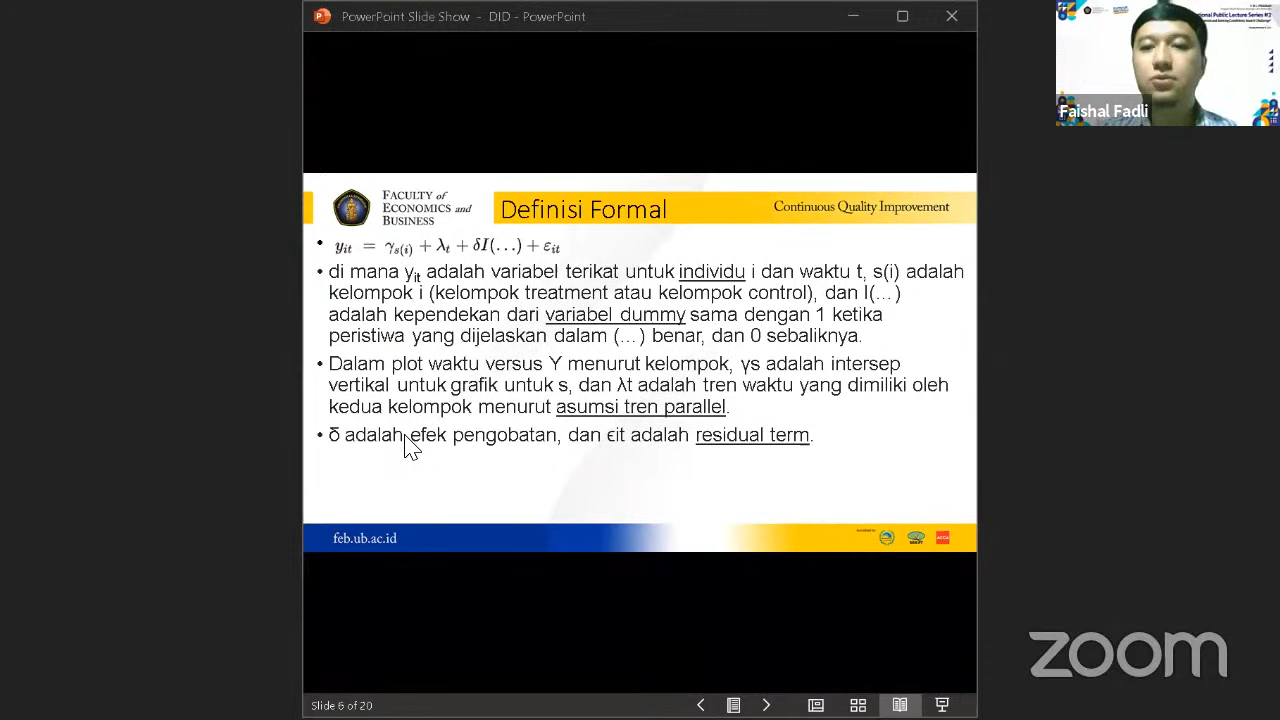 PowerPoint Slide Show - DID - PowerPoint
Faishal Fadli
FACULTY of
ECONOMICS and
BUSINESS
Definisi Formal
Continuous Quality Improvement
• yit = γs(i) + λt + δI(…) + εit
• di mana yit adalah variabel terikat untuk individu i dan waktu t, s(i) adalah
kelompok i (kelompok treatment atau kelompok control), dan I(…)
adalah kependekan dari variabel dummy sama dengan 1 ketika
peristiwa yang dijelaskan dalam (…) benar, dan 0 sebaliknya.
• Dalam plot waktu versus Y menurut kelompok, γs adalah intersep
vertikal untuk grafik untuk s, dan λt adalah tren waktu yang dimiliki oleh
kedua kelompok menurut asumsi tren parallel.
• δ adalah efek pengobatan, dan ϵit adalah residual term.
feb.ub.ac.id
ACCA
zoom
Slide 6 of 20